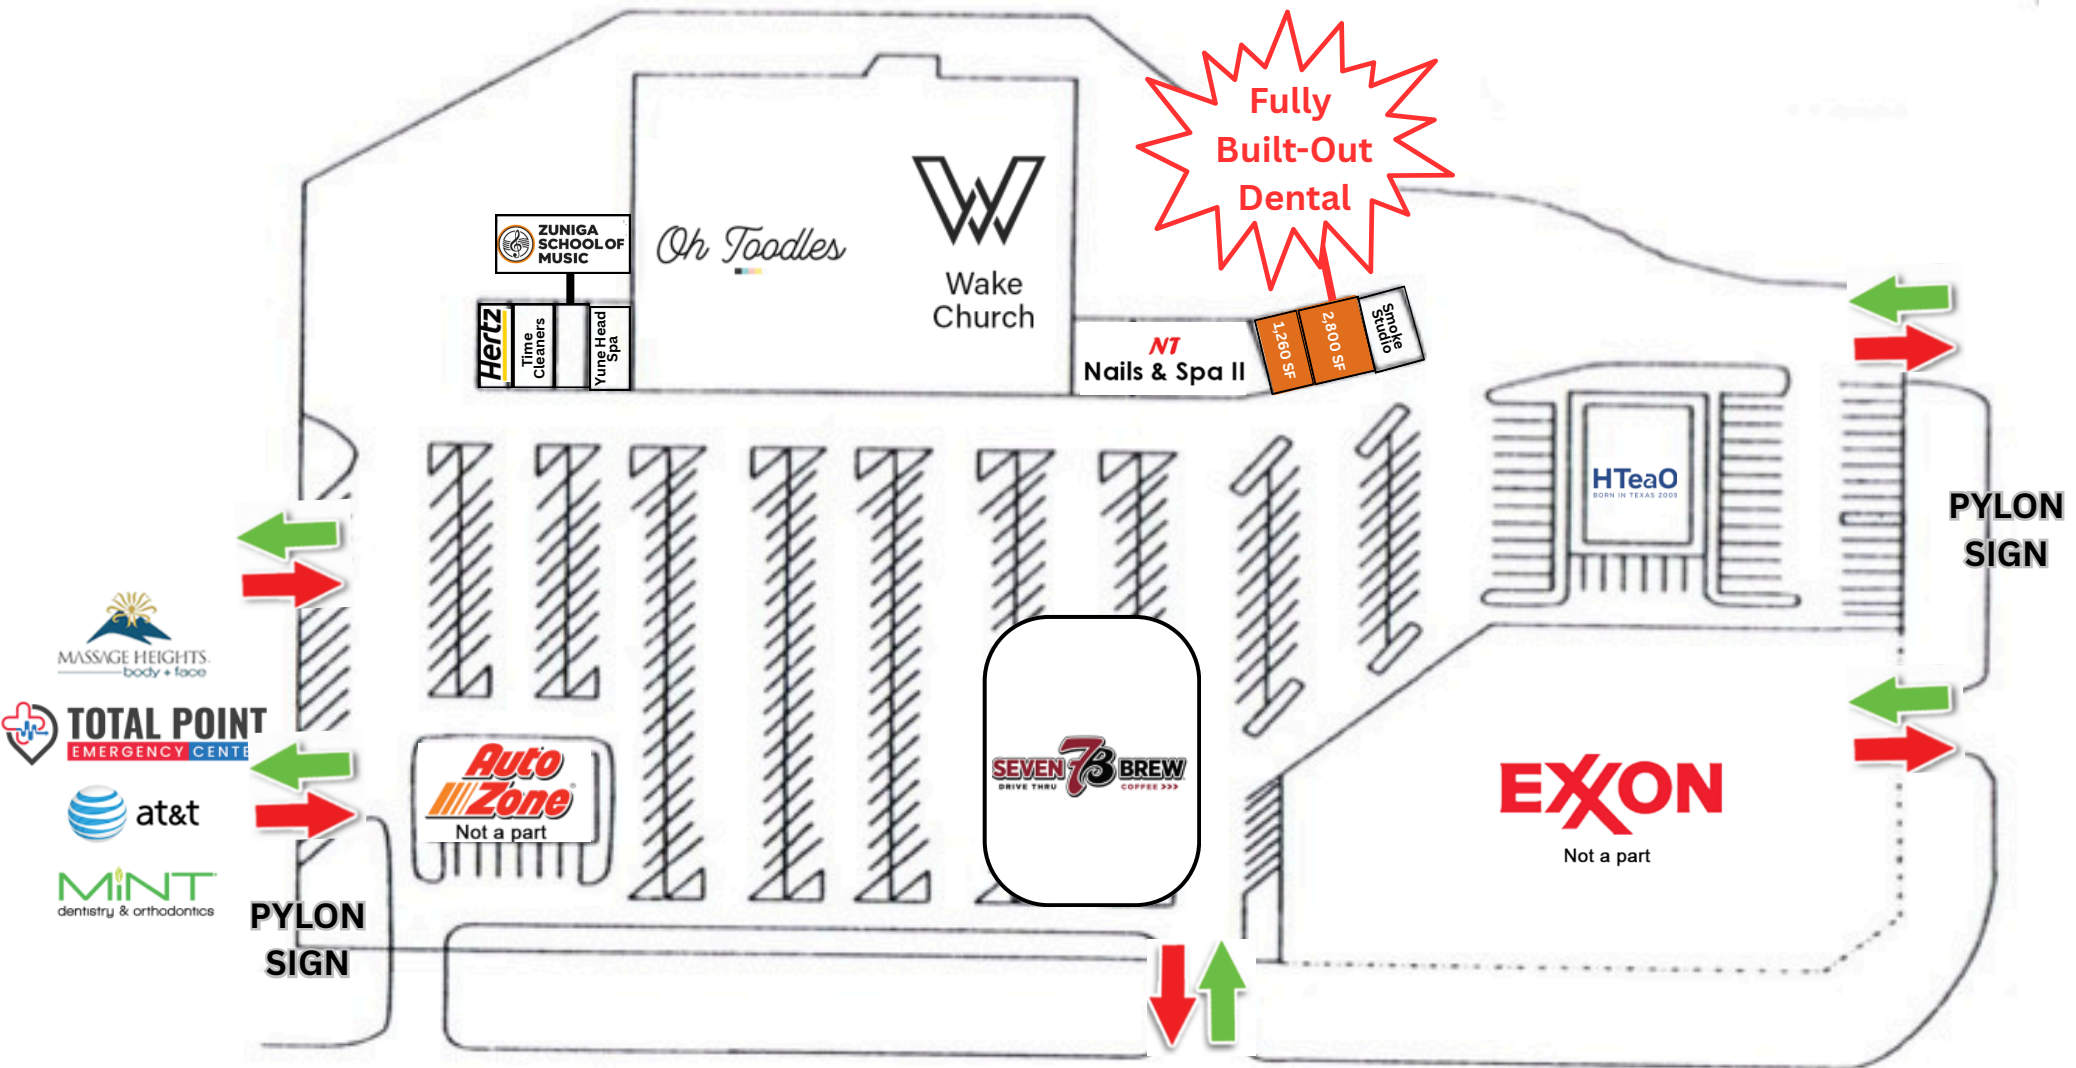 Fully
Built-Out
Dental
ZUNIGA
SCHOOL OF
MUSIC
Oh Toodles
W
Wake
Church
Hertz
Time
Cleaners
Yune Head
Spa
NT
Nails & Spa II
1,260 SF
2,800 SF
Smoke
Studio
HTeaO
BORN IN TEXAS 2009
PYLON
SIGN
MASSAGE HEIGHTS
body + face
TOTAL POINT
EMERGENCY CENTE
at&t
MiNT
dentistry & orthodontics
PYLON
SIGN
Auto
Zone
Not a part
SEVEN 7B BREW
DRIVE THRU COFFEE >>>
EXXON
Not a part